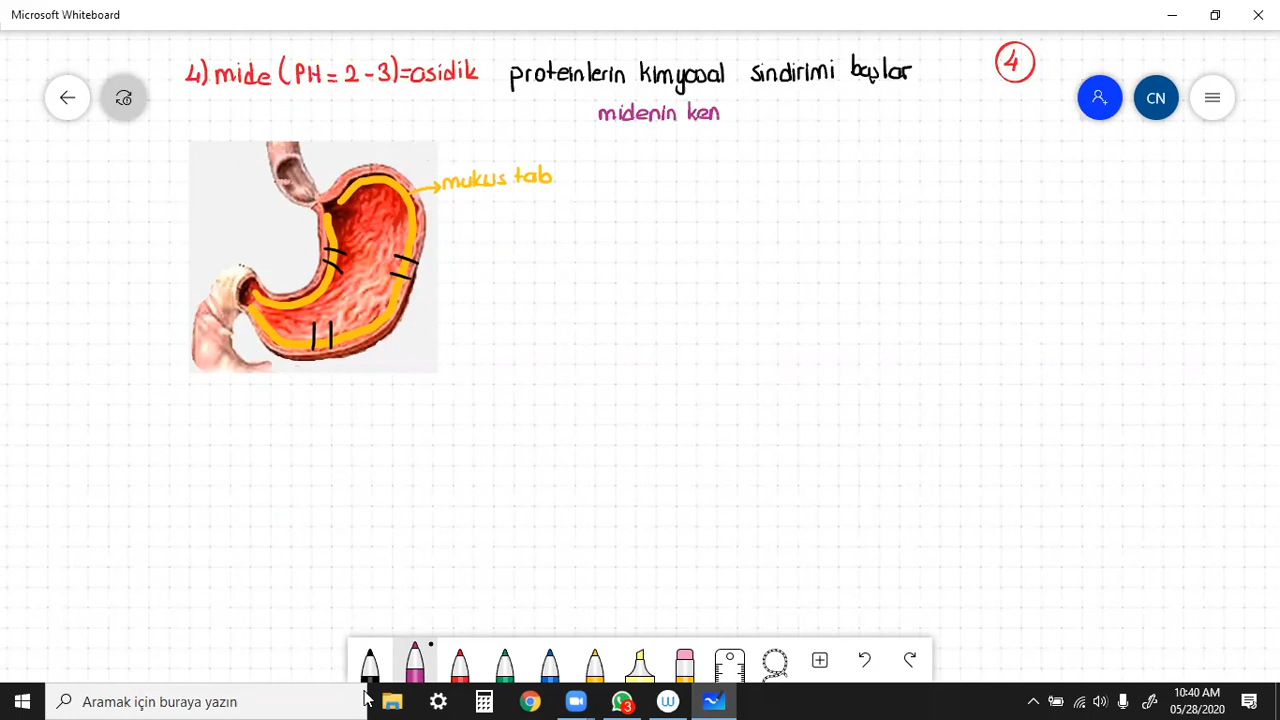 Microsoft Whiteboard
4) mide (PH = 2 - 3)=asidik proteinlerin kimyasal sindirimi başlar
4
CN
midenin ken
mukus tab
3
W
Aramak için buraya yazın
10:40 AM
05/28/2020